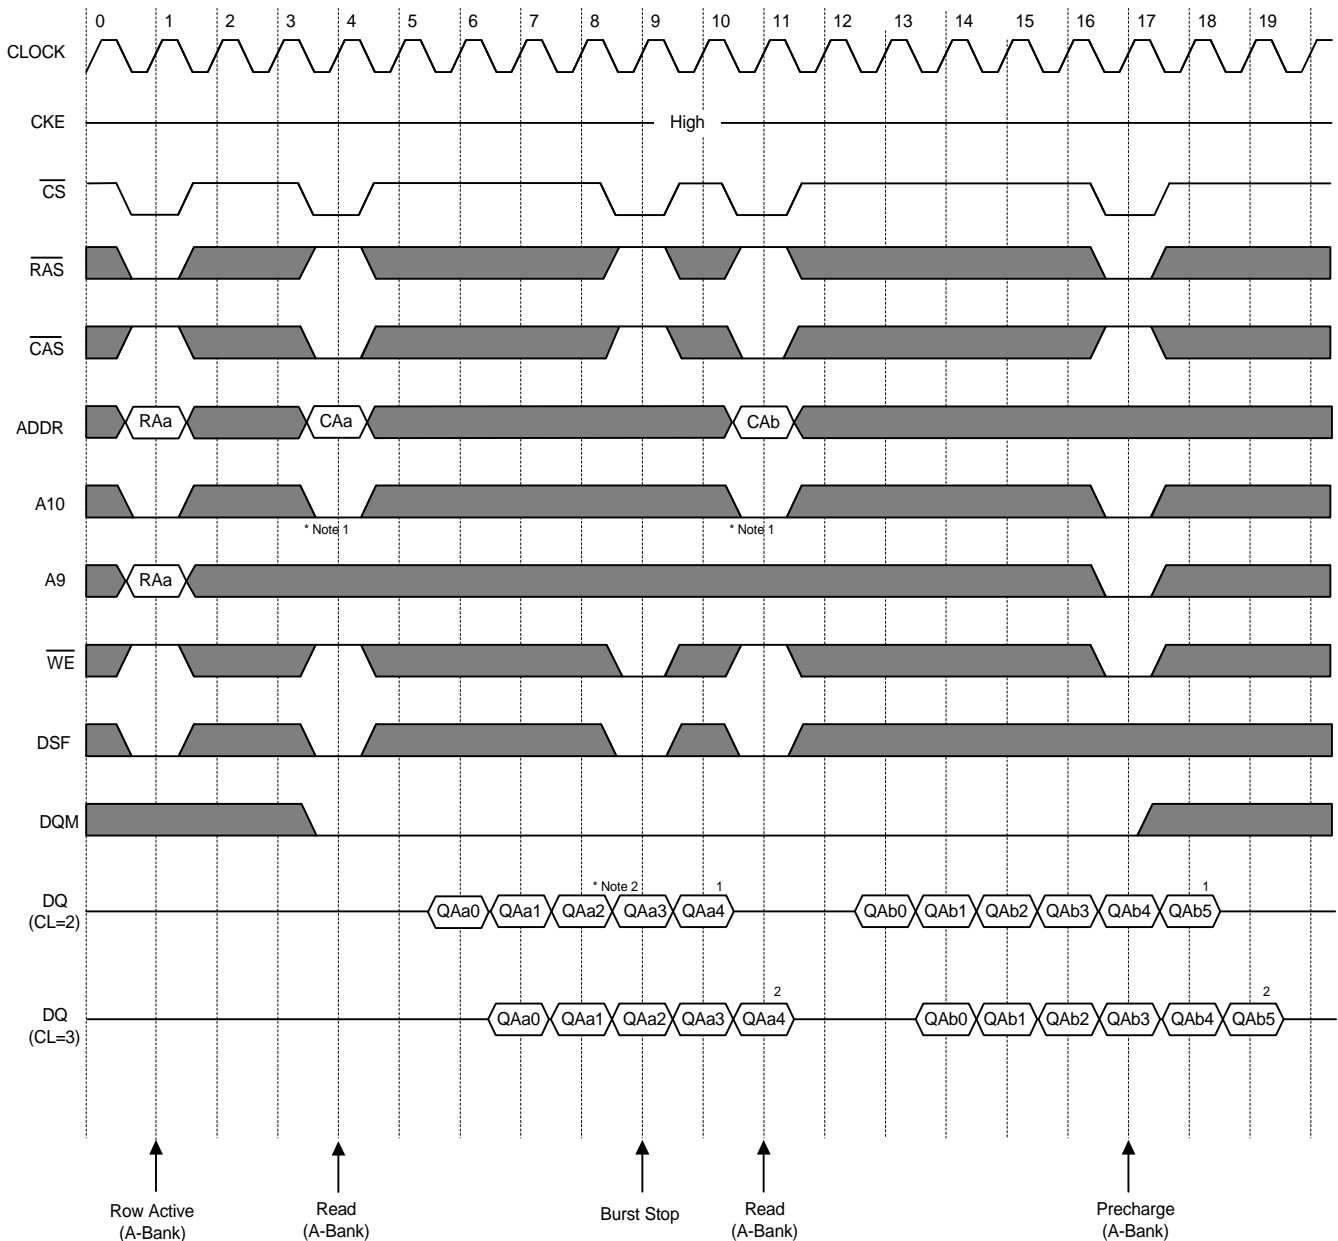 0 1 2 3 4 5 6 7 8 9 10 11 12 13 14 15 16 17 18 19
CLOCK
CKE High
CS
RAS
CAS
ADDR RAa CAa CAb
A10
* Note 1 * Note 1
A9 RAa
WE
DSF
DQM
* Note 2 1 1
DQ
(CL=2)
QAa0 QAa1 QAa2 QAa3 QAa4 QAb0 QAb1 QAb2 QAb3 QAb4 QAb5
2 2
DQ
(CL=3)
QAa0 QAa1 QAa2 QAa3 QAa4 QAb0 QAb1 QAb2 QAb3 QAb4 QAb5
Row Active
(A-Bank)
Read
(A-Bank)
Burst Stop
Read
(A-Bank)
Precharge
(A-Bank)